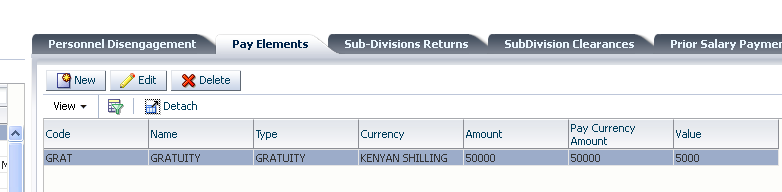 Personnel Disengagement Pay Elements Sub-Divisions Returns SubDivision Clearances Prior Salary Payme
New Edit Delete
View Detach
Code Name Type Currency Amount Pay Currency Amount Value
GRAT GRATUITY GRATUITY KENYAN SHILLING 50000 50000 5000